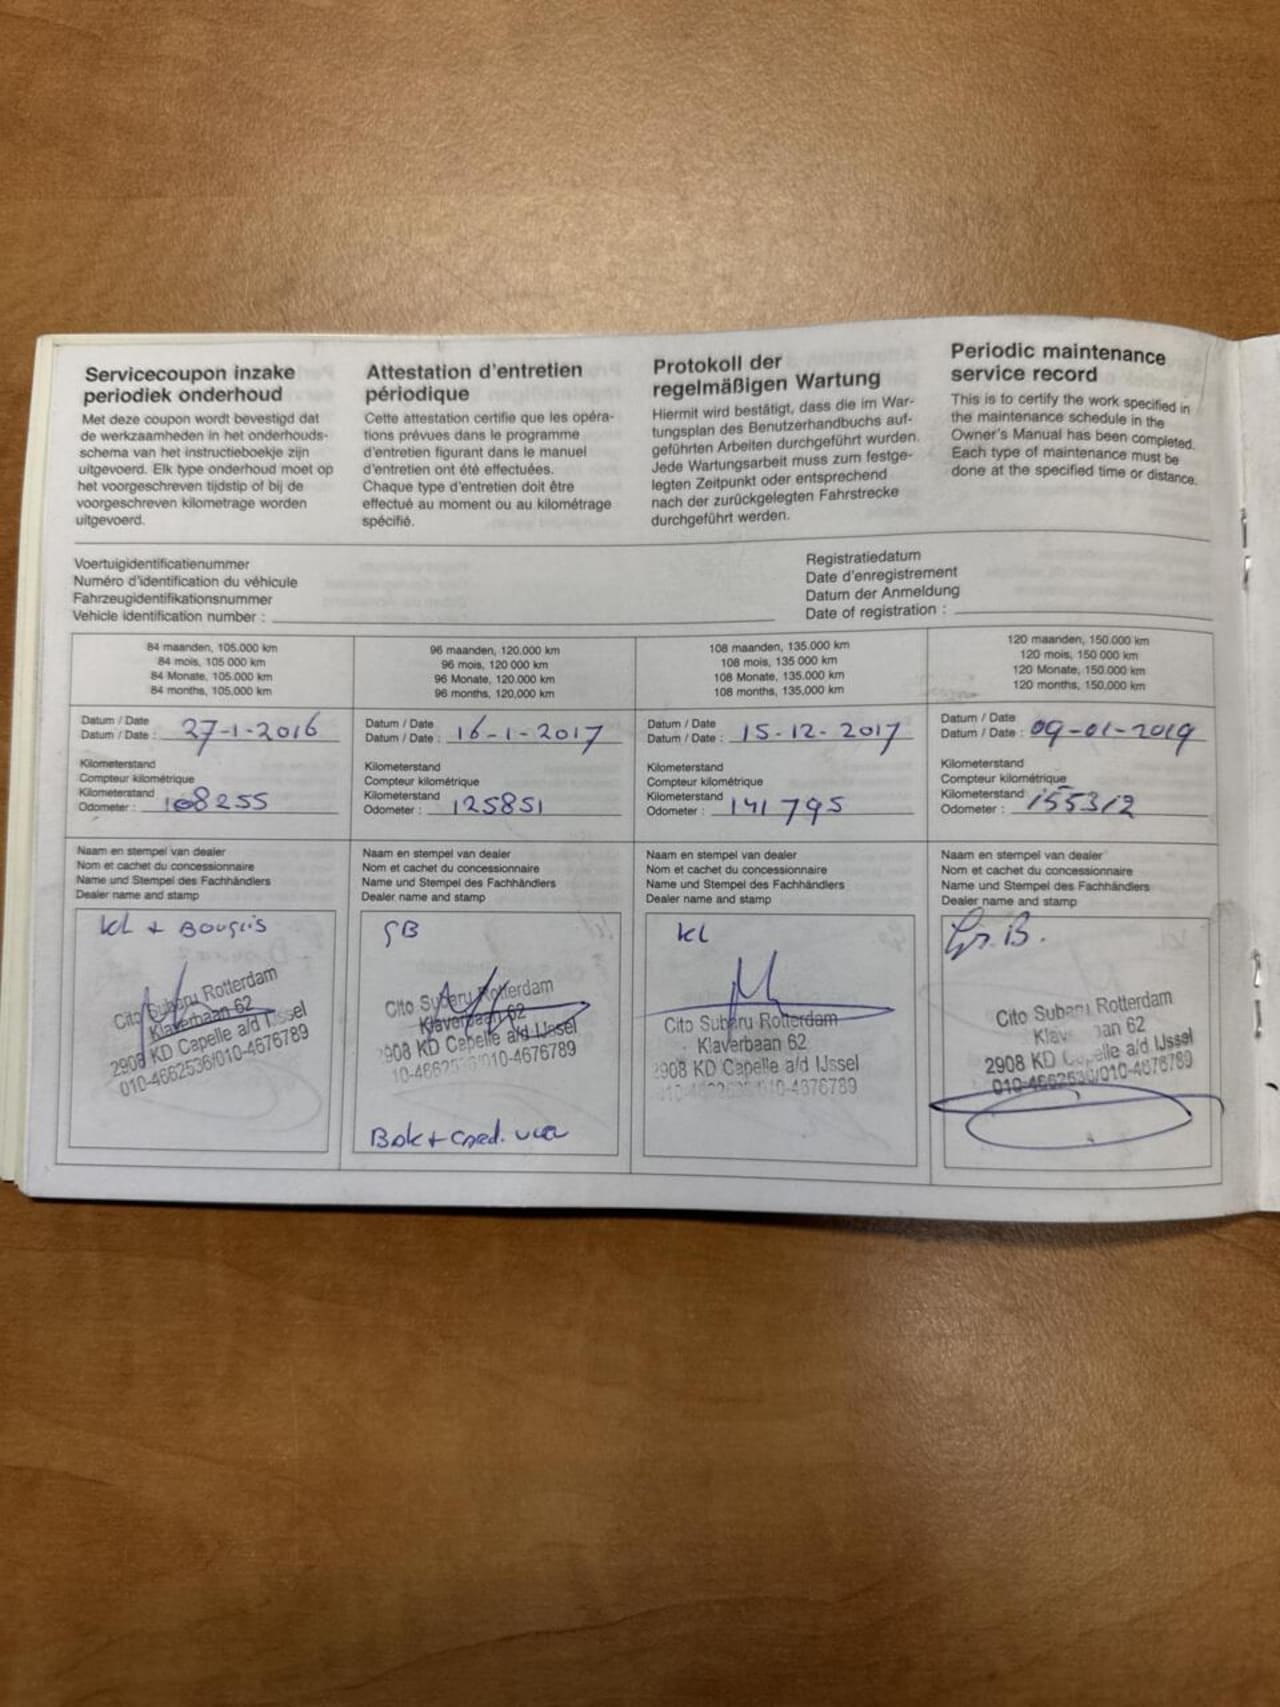 Servicecoupon inzake
periodiek onderhoud
Met deze coupon wordt bevestigd dat
de werkzaamheden in het onderhouds-
schema van het instructieboekje zijn
uitgevoerd. Elk type onderhoud moet op
het voorgeschreven tijdstip of bij de
voorgeschreven kilometrage worden
uitgevoerd.
Attestation d'entretien
périodique
Cette attestation certifie que les opéra-
tions prévues dans le programme
d'entretien figurant dans le manuel
d'entretien ont été effectuées.
Chaque type d'entretien doit être
effectué au moment ou au kilométrage
spécifié.
Protokoll der
regelmäßigen Wartung
Hiermit wird bestätigt, dass die im War-
tungsplan des Benutzerhandbuchs auf-
geführten Arbeiten durchgeführt wurden.
Jede Wartungsarbeit muss zum festge-
legten Zeitpunkt oder entsprechend
nach der zurückgelegten Fahrstrecke
durchgeführt werden.
Periodic maintenance
service record
This is to certify the work specified in
the maintenance schedule in the
Owner's Manual has been completed.
Each type of maintenance must be
done at the specified time or distance.
Voertuigidentificatienummer
Numéro d'identification du véhicule
Fahrzeugidentifikationsnummer
Vehicle identification number :
Registratiedatum
Date d'enregistrement
Datum der Anmeldung
Date of registration :
84 maanden, 105.000 km
84 mois, 105 000 km
84 Monate, 105.000 km
84 months, 105,000 km
Datum / Date
Datum / Date : 27-1-2016
Kilometerstand
Compteur kilométrique
Kilometerstand
Odometer : 108255
Naam en stempel van dealer
Nom et cachet du concessionnaire
Name und Stempel des Fachhändlers
Dealer name and stamp
KL + Bougis
Cito Subaru Rotterdam
Klaverbaan 62
2908 KD Capelle a/d IJssel
010-4662536/010-4676789
96 maanden, 120.000 km
96 mois, 120 000 km
96 Monate, 120.000 km
96 months, 120,000 km
Datum / Date
Datum / Date : 16-1-2017
Kilometerstand
Compteur kilométrique
Kilometerstand
Odometer : 125851
Naam en stempel van dealer
Nom et cachet du concessionnaire
Name und Stempel des Fachhändlers
Dealer name and stamp
GB
Cito Subaru Rotterdam
Klaverbaan 62
2908 KD Capelle a/d IJssel
010-4676789
108 maanden, 135.000 km
108 mois, 135 000 km
108 Monate, 135.000 km
108 months, 135,000 km
Datum / Date
Datum / Date : 15-12-2017
Kilometerstand
Compteur kilométrique
Kilometerstand
Odometer : 141795
Naam en stempel van dealer
Nom et cachet du concessionnaire
Name und Stempel des Fachhändlers
Dealer name and stamp
KL
Cito Subaru Rotterdam
Klaverbaan 62
2908 KD Capelle a/d IJssel
010-4676789
120 maanden, 150.000 km
120 mois, 150 000 km
120 Monate, 150.000 km
120 months, 150,000 km
Datum / Date
Datum / Date : 09-01-2019
Kilometerstand
Compteur kilométrique
Kilometerstand
Odometer : 155312
Naam en stempel van dealer
Nom et cachet du concessionnaire
Name und Stempel des Fachhändlers
Dealer name and stamp
Gr. B.
Cito Subaru Rotterdam
Klaverbaan 62
2908 KD Capelle a/d IJssel
010-4662536/010-4676789